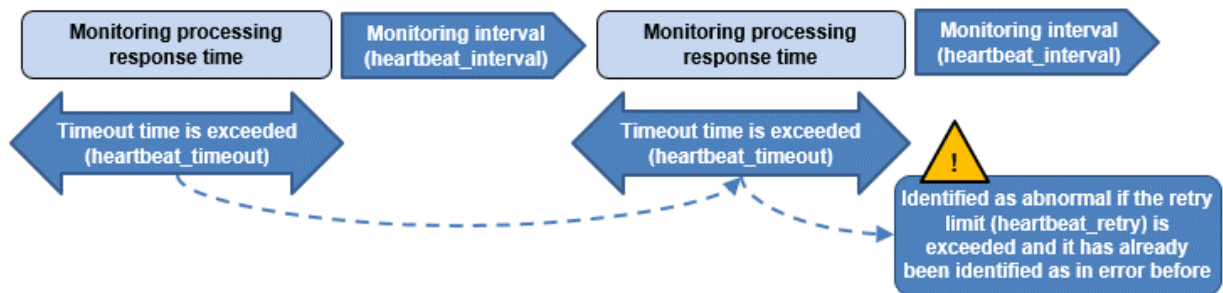 Monitoring processing
response time
Monitoring interval
(heartbeat_interval)
Monitoring processing
response time
Monitoring interval
(heartbeat_interval)
Timeout time is exceeded
(heartbeat_timeout)
Timeout time is exceeded
(heartbeat_timeout)
!
Identified as abnormal if the retry
limit (heartbeat_retry) is
exceeded and it has already
been identified as in error before